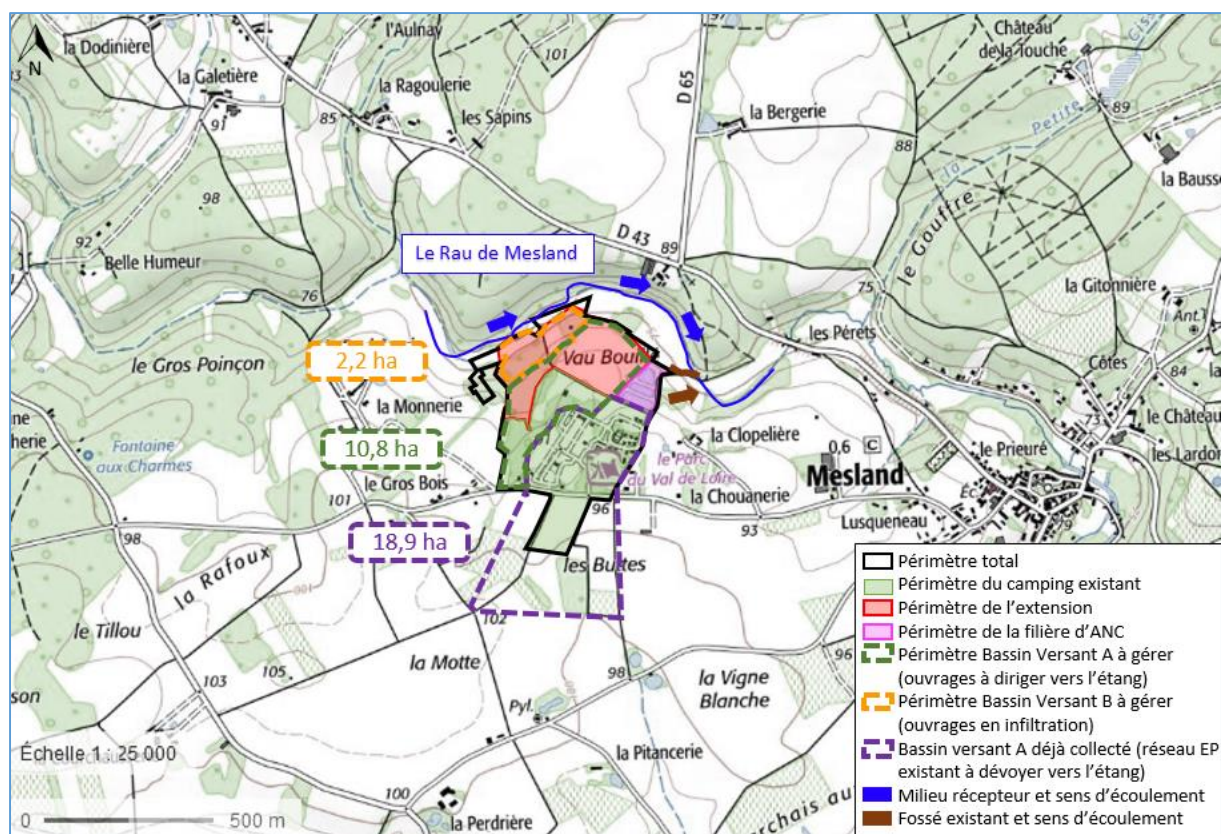 la Dodinière
l'Aulnay
101
Château
de la Touche
N
la Galetière
la Ragoulerie
D 65
la Bergerie
Petite
Cisse
89
91
85
les Sapins
88
la
98
la Bausse
92
Belle Humeur
D 43
89
Le Rau de Mesland
le Gouffre
la Gitonnière
76
75
Ant.
les Pérets
le Gros Poinçon
2,2 ha
Vau Bouin
Côtes
84
la Monnerie
73
le Château
Fontaine
aux Charmes
10,8 ha
la Clopelière
0,6
C
le Prieuré
les Lardon
le Parc
du Val de Loire
Mesland
le Gros Bois
101
la Chouanerie
Éc.
96
98
93
Lusqueneau
79
18,9 ha
la Rafoux
les Buttes
le Tillou
102
la Motte
105
103
98
96
la Vigne
Blanche
Pyl.
la Pitancerie
100
la Perdrière
Échelle 1 : 25 000
0
500 m
Périmètre total
Périmètre du camping existant
Périmètre de l'extension
Périmètre de la filière d'ANC
Périmètre Bassin Versant A à gérer
(ouvrages à diriger vers l'étang)
Périmètre Bassin Versant B à gérer
(ouvrages en infiltration)
Bassin versant A déjà collecté (réseau EP
existant à dévoyer vers l'étang)
Milieu récepteur et sens d'écoulement
Fossé existant et sens d'écoulement